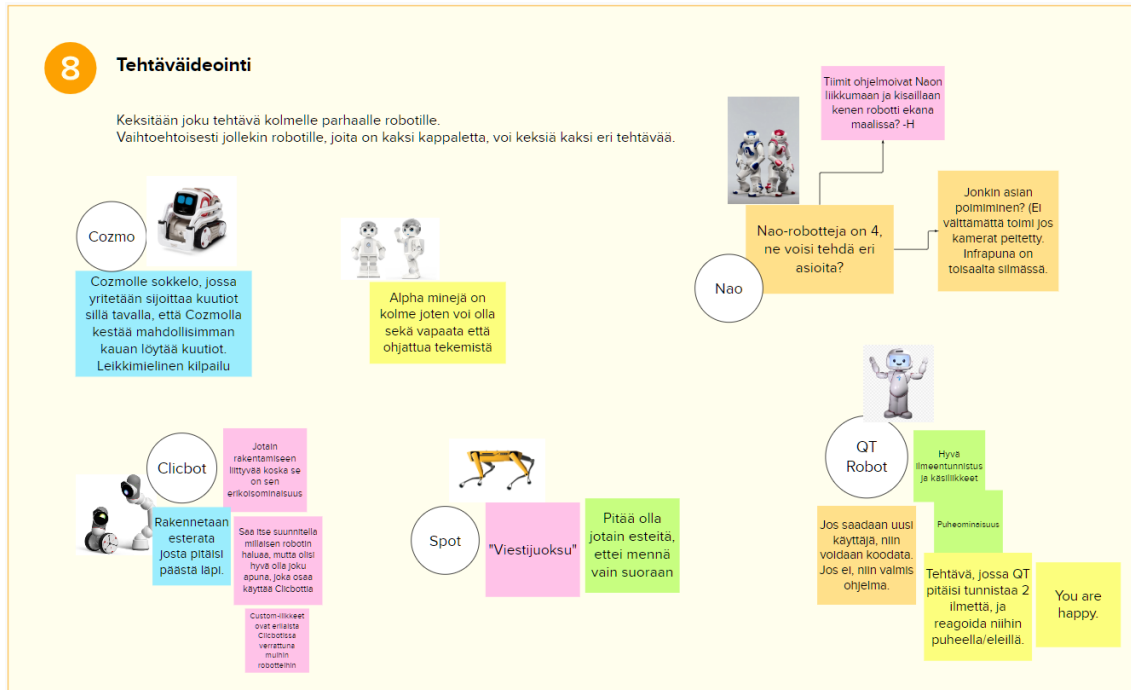 8
Tehtäväideointi
Keksitään joku tehtävä kolmelle parhaalle robotille.
Vaihtoehtoisesti jollekin robotille, joita on kaksi kappaletta, voi keksiä kaksi eri tehtävää.
Tiimit ohjelmoivat Naon
liikkumaan ja kisaillaan
kenen robotti ekana
maalissa? -H
Jonkin asian
poimiminen? (Ei
välttämättä toimi jos
kamerat peitetty.
Infrapuna on
toisaalta silmässä.
Nao-robotteja on 4,
ne voisi tehdä eri
asioita?
Nao
Cozmo
Cozmolle sokkelo, jossa
yritetään sijoittaa kuutiot
sillä tavalla, että Cozmolla
kestää mahdollisimman
kauan löytää kuutiot.
Leikkimielinen kilpailu
Alpha minejä on
kolme joten voi olla
sekä vapaata että
ohjattua tekemistä
Clicbot
Jotain
rakentamiseen
liittyvää koska se
on sen
erikoisominaisuus
Rakennetaan
esterata
josta pitäisi
päästä läpi.
Saa itse suunnitella
millaisen robotin
haluaa, mutta olisi
hyvä olla joku
apuna, joka osaa
käyttää Clicbottia
Custom-liikkeet
ovat erilaista
Clicbotissa
verrattuna
muihin
robotteihin
Spot
"Viestijuoksu"
Pitää olla
jotain esteitä,
ettei mennä
vain suoraan
QT
Robot
Hyvä
ilmeentunnistus
ja käsiliikkeet
Puheominaisuus
Jos saadaan uusi
käyttäjä, niin
voidaan koodata.
Jos ei, niin valmis
ohjelma.
Tehtävä, jossa QT
pitäisi tunnistaa 2
ilmettä, ja
reagoida niihin
puheella/eleillä.
You are
happy.